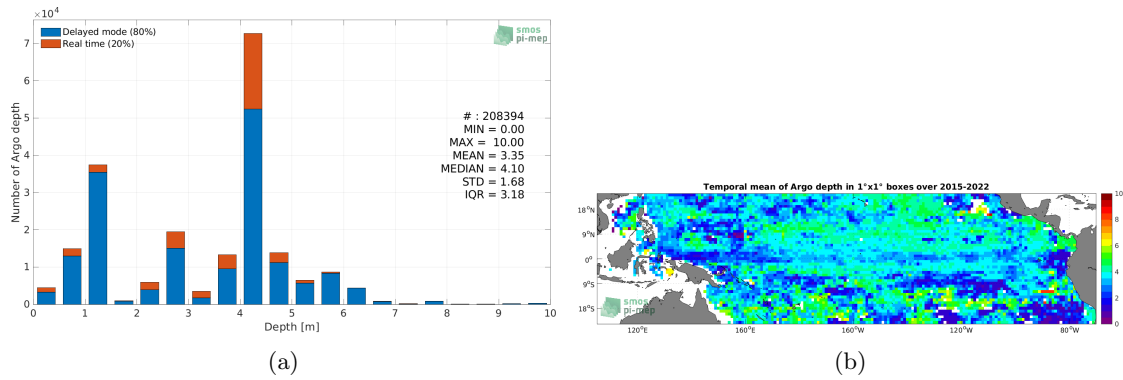 ×10⁴
Delayed mode (80%)
Real time (20%)
smos
pi-mep
7
6
5
4
3
2
1
0
Number of Argo depth
# : 208394
MIN = 0.00
MAX = 10.00
MEAN = 3.35
MEDIAN = 4.10
STD = 1.68
IQR = 3.18
0 1 2 3 4 5 6 7 8 9 10
Depth [m]
(a)
Temporal mean of Argo depth in 1°x1° boxes over 2015-2022
18°N
9°N
0°
9°S
18°S
smos
pi-mep
120°E 160°E 160°W 120°W 80°W
10
8
6
4
2
0
(b)